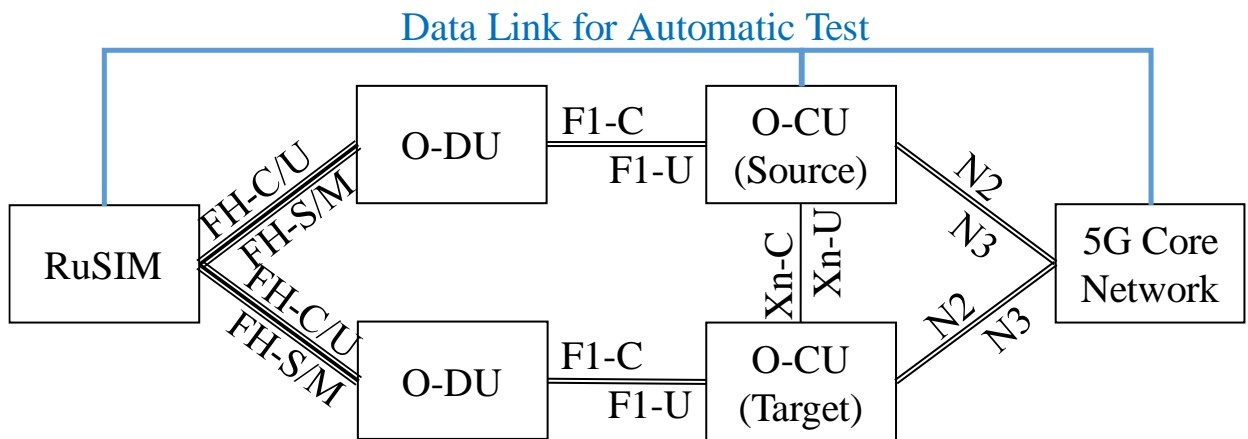 Data Link for Automatic Test
O-DU
F1-C
F1-U
O-CU
(Source)
FH-C/U
FH-S/M
N2
N3
RuSIM
Xn-C
Xn-U
5G Core
Network
FH-C/U
FH-S/M
O-DU
F1-C
F1-U
O-CU
(Target)
N2
N3